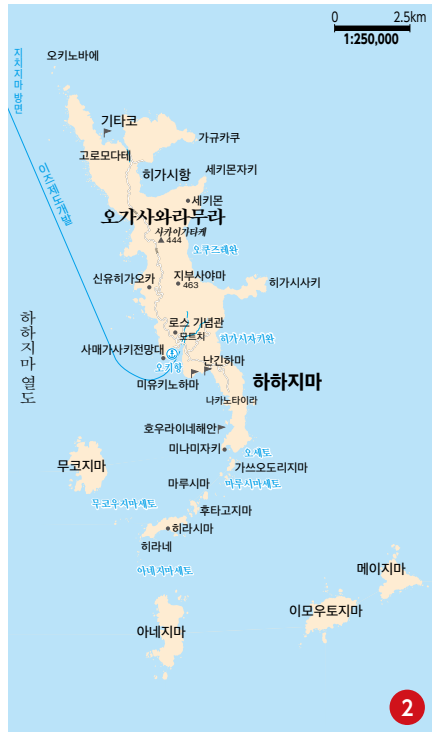 0 2.5km
1:250,000
지치지마 방면
오키노바에
기타코
가규카쿠
고로모다테
이즈제도개발
히가시항
세키몬자키
세키몬
오가사와라무라
사카이가타케
444
오쿠즈레완
신유히가오카
지부사야마
463
히가시사키
하하지마 열도
로스 기념관
모트치
히가시자키완
사매가사키전망대
난긴하마
오키항
미유키노하마
하하지마
나카노타이라
호우라이네해안
미나미자키
오세토
가쓰오도리지마
무코지마
마루시마
마루시마세토
무코우지마세토
후타고지마
히라시마
히라네
아네지마세토
메이지마
이모우토지마
아네지마
2